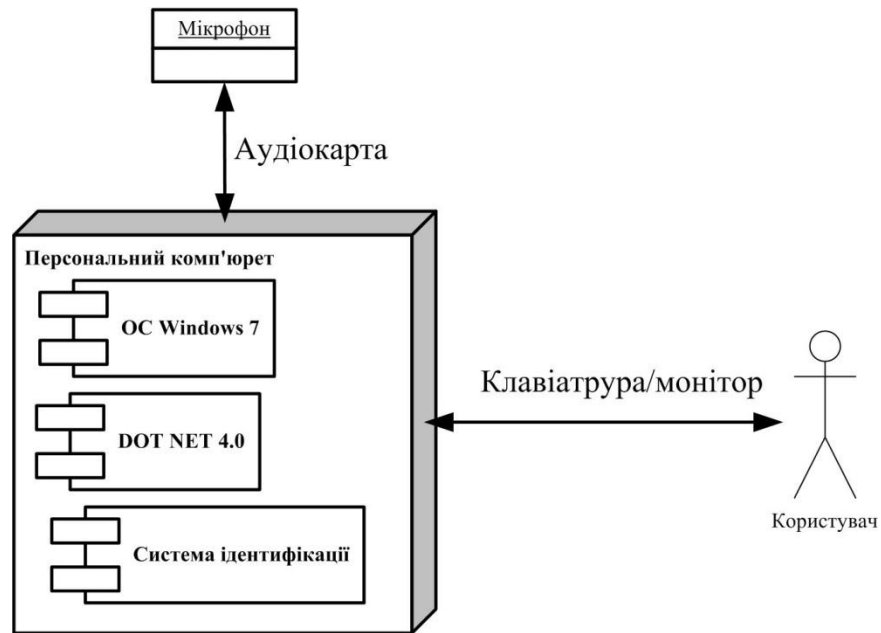 Мікрофон
Аудіокарта
Персональний комп'юрет
ОС Windows 7
DOT NET 4.0
Система ідентифікації
Клавіатрура/монітор
Користувач